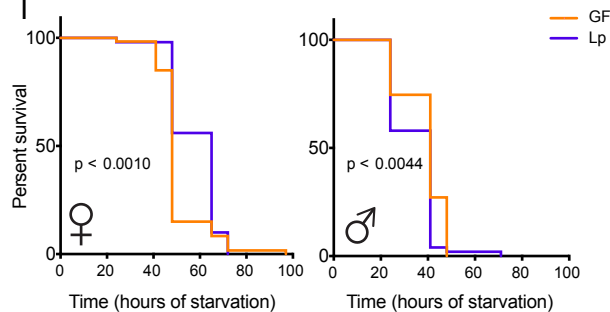 GF
Lp
100
50
0
Persent survival
p < 0.0010
♀
0 20 40 60 80 100
Time (hours of starvation)
100
50
0
p < 0.0044
♂
0 20 40 60 80 100
Time (hours of starvation)